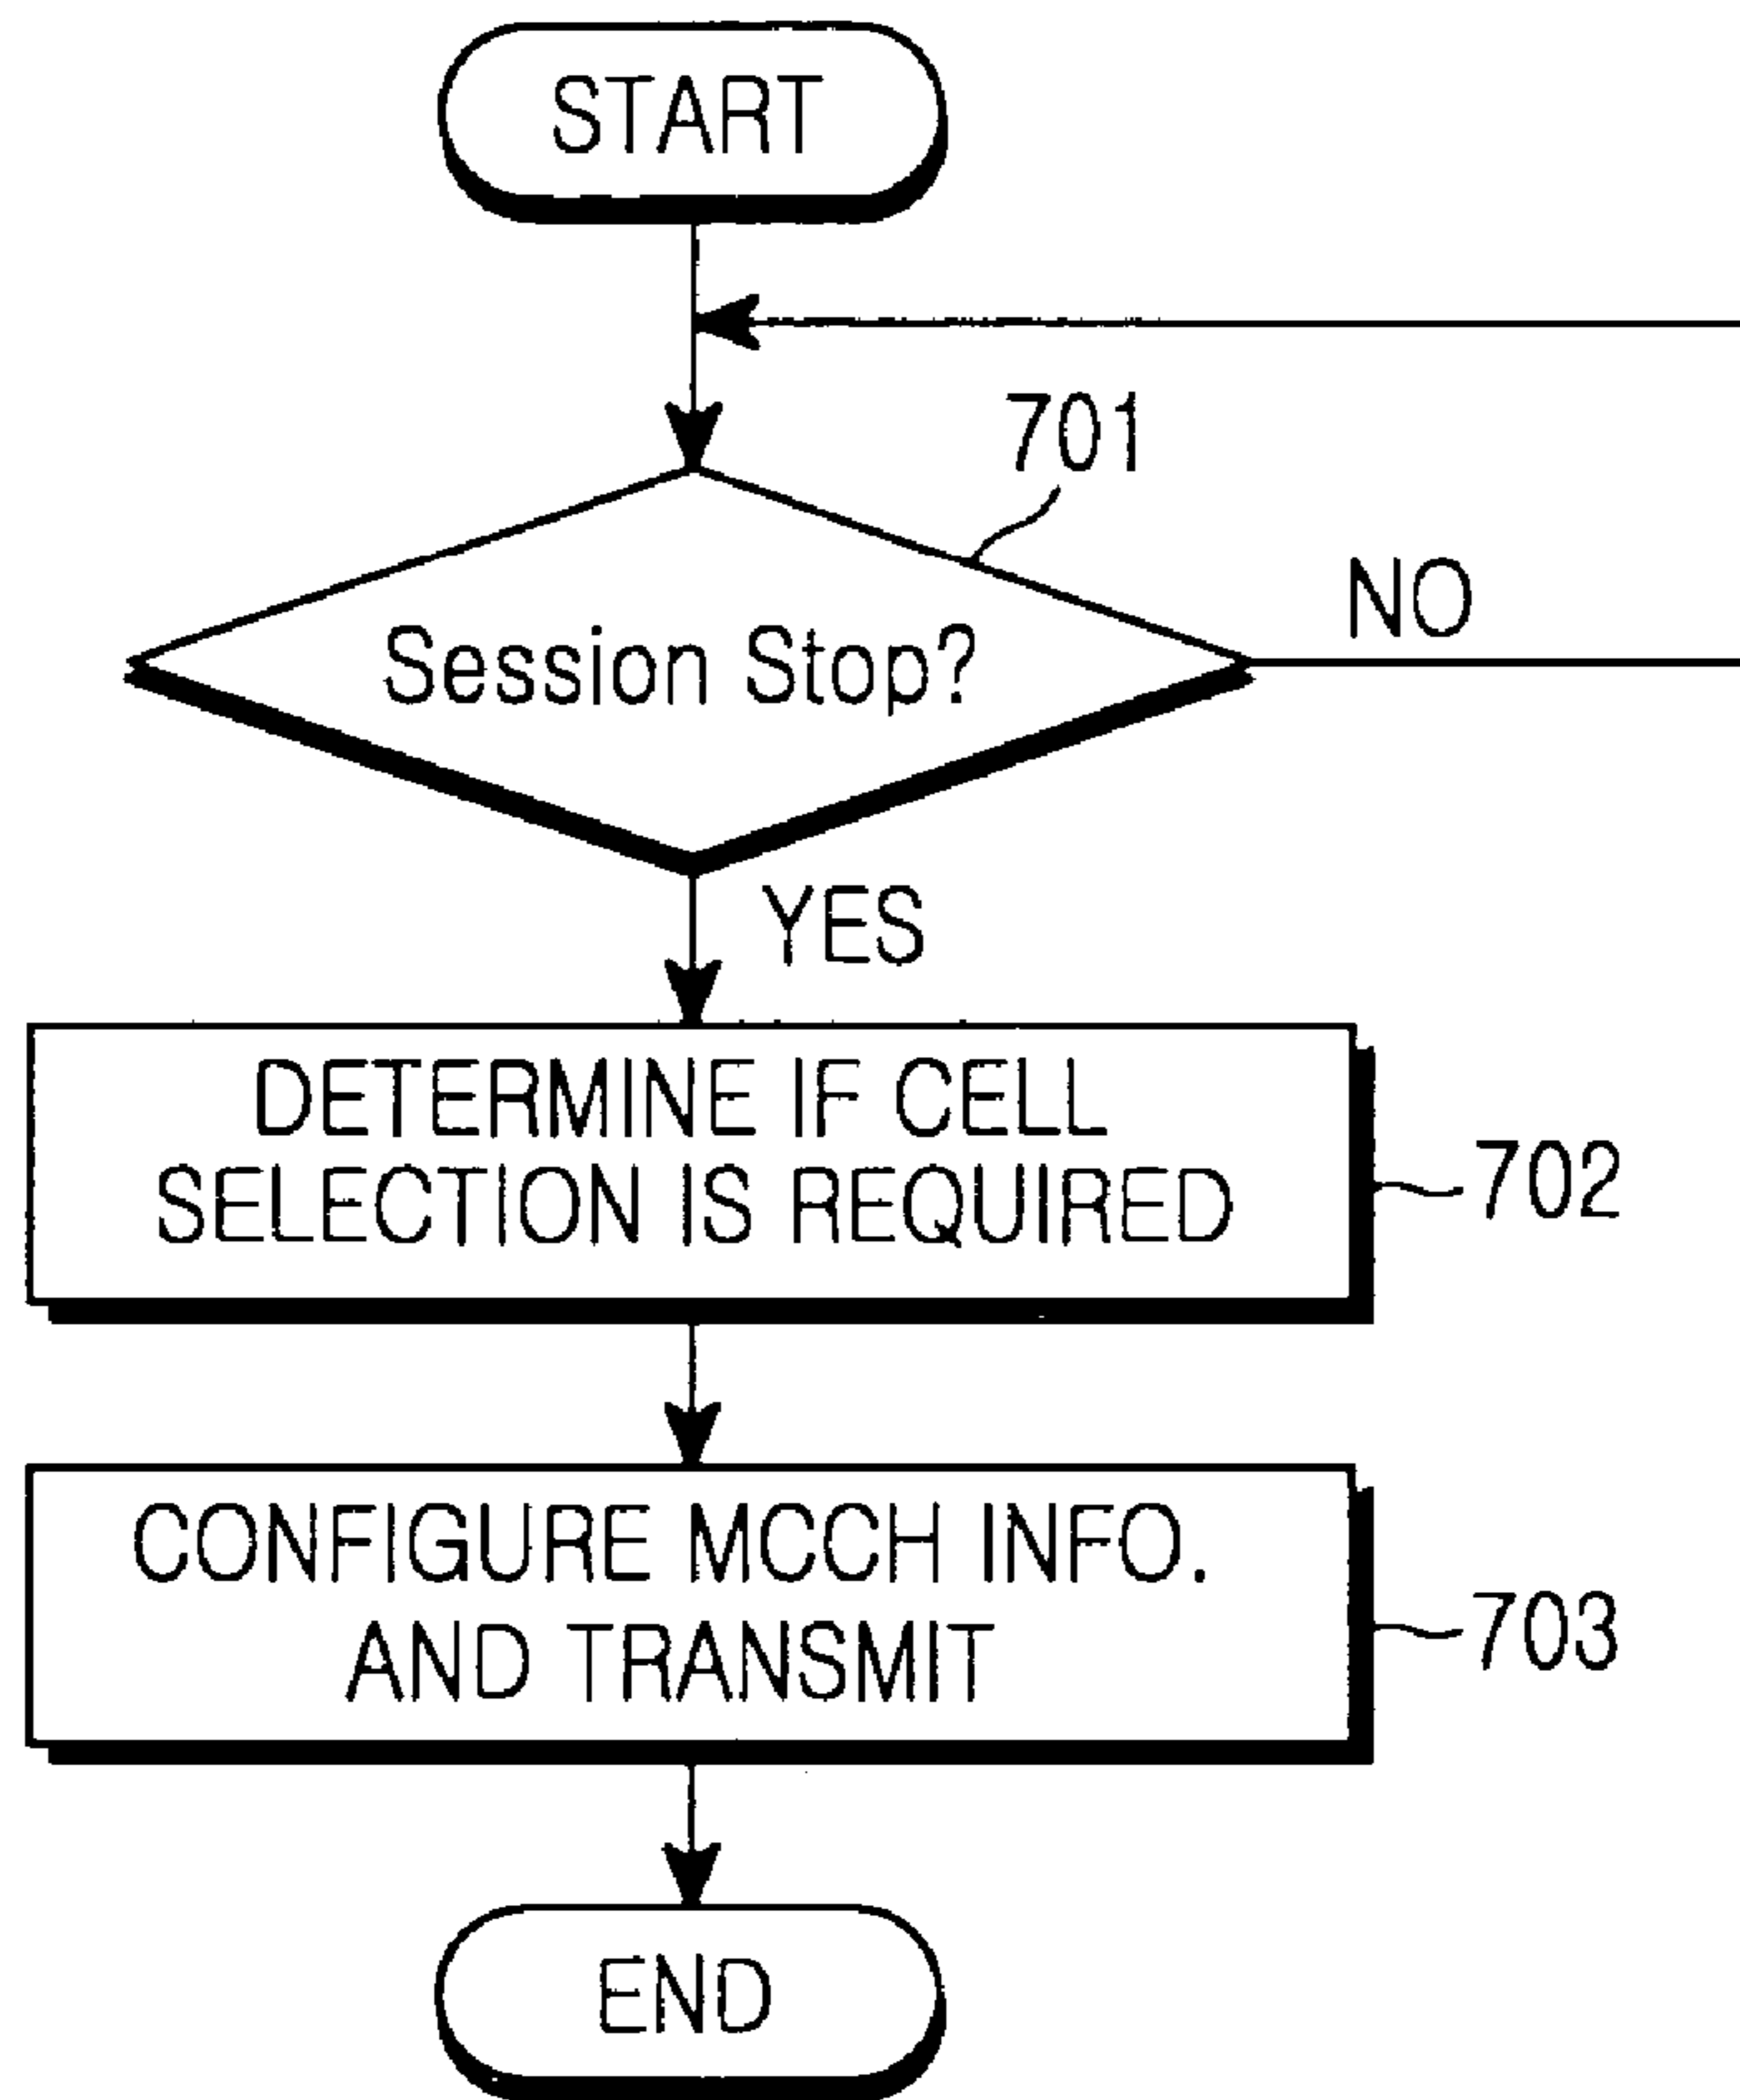 START
701
Session Stop?
NO
YES
DETERMINE IF CELL
SELECTION IS REQUIRED
702
CONFIGURE MCCH INFO.
AND TRANSMIT
703
END